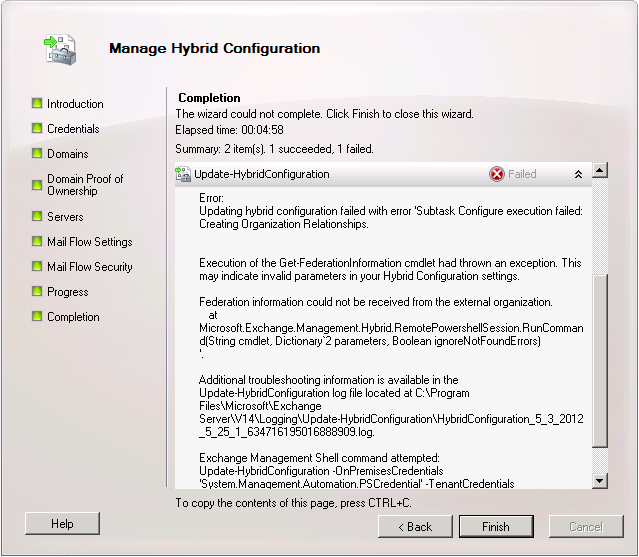 Manage Hybrid Configuration
Introduction
Credentials
Domains
Domain Proof of
Ownership
Servers
Mail Flow Settings
Mail Flow Security
Progress
Completion
Completion
The wizard could not complete. Click Finish to close this wizard.
Elapsed time: 00:04:58
Summary: 2 item(s). 1 succeeded, 1 failed.
Update-HybridConfiguration
Failed
Error:
Updating hybrid configuration failed with error 'Subtask Configure execution failed:
Creating Organization Relationships.
Execution of the Get-FederationInformation cmdlet had thrown an exception. This
may indicate invalid parameters in your Hybrid Configuration settings.
Federation information could not be received from the external organization.
at
Microsoft.Exchange.Management.Hybrid.RemotePowershellSession.RunComman
d(String cmdlet, Dictionary`2 parameters, Boolean ignoreNotFoundErrors)
'.
Additional troubleshooting information is available in the
Update-HybridConfiguration log file located at C:\Program
Files\Microsoft\Exchange
Server\V14\Logging\Update-HybridConfiguration\HybridConfiguration_5_3_2012
_5_25_1_634716195016888909.log.
Exchange Management Shell command attempted:
Update-HybridConfiguration -OnPremisesCredentials
'System.Management.Automation.PSCredential' -TenantCredentials
To copy the contents of this page, press CTRL+C.
Help
< Back
Finish
Cancel